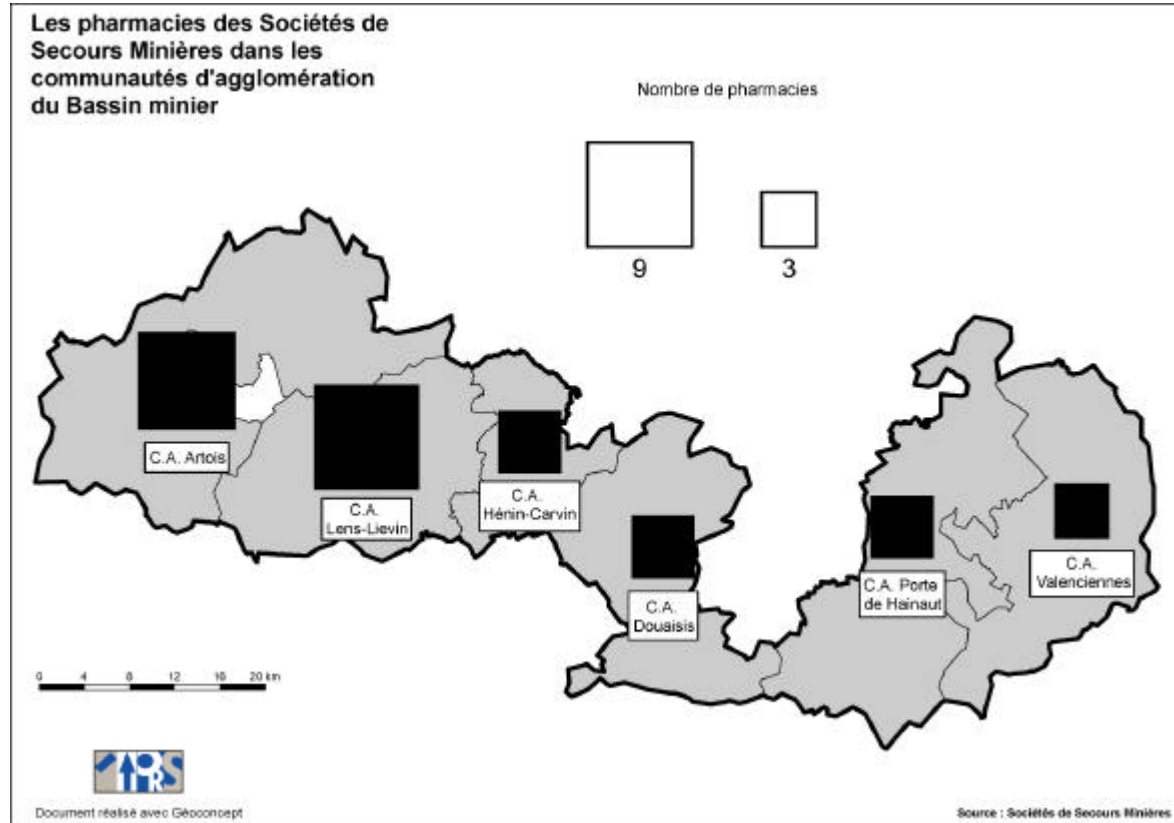 Les pharmacies des Sociétés de
Secours Minières dans les
communautés d'agglomération
du Bassin minier
Nombre de pharmacies
9
3
C.A. Artois
C.A.
Lens-Lievin
C.A.
Hénin-Carvin
C.A.
Douaisis
C.A. Porte
de Hainaut
C.A.
Valenciennes
0 4 8 12 16 20 km
Document réalisé avec Géoconcept
Source : Sociétés de Secours Minières